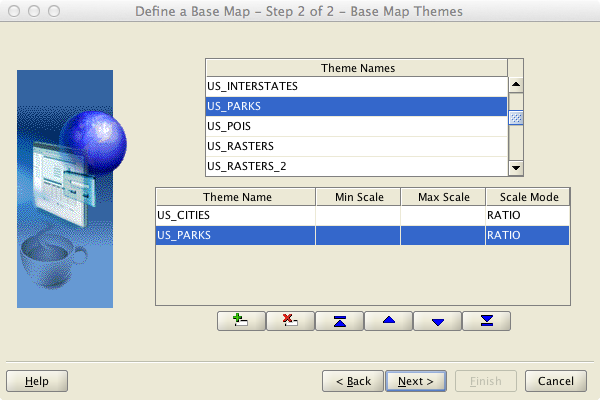 Define a Base Map - Step 2 of 2 - Base Map Themes
Theme Names
US_INTERSTATES
US_PARKS
US_POIS
US_RASTERS
US_RASTERS_2
Theme Name Min Scale Max Scale Scale Mode
US_CITIES RATIO
US_PARKS RATIO
Help < Back Next > Finish Cancel